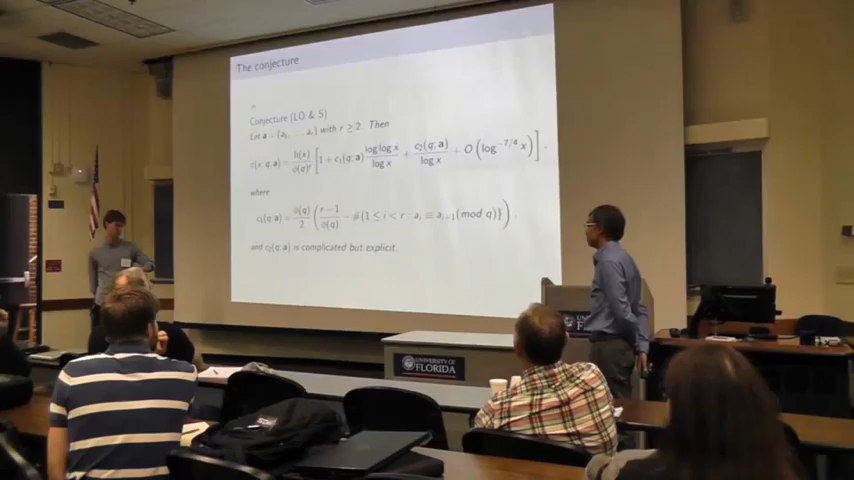 The conjecture
Conjecture (LO & S)
Let a = (a₁, ..., aᵣ) with r ≥ 2. Then
π(x; q, a) = li(x)/φ(q)ʳ [1 + c₁(q; a) log log x/log x + c₂(q; a)/log x + O(log^{-7/4} x)].
where
c₁(q; a) = φ(q)/2 ( (r − 1)/φ(q) − #{1 ≤ i < r : aᵢ ≡ aᵢ₊₁(mod q)} ),
and c₂(q; a) is complicated but explicit.
UNIVERSITY of
FLORIDA